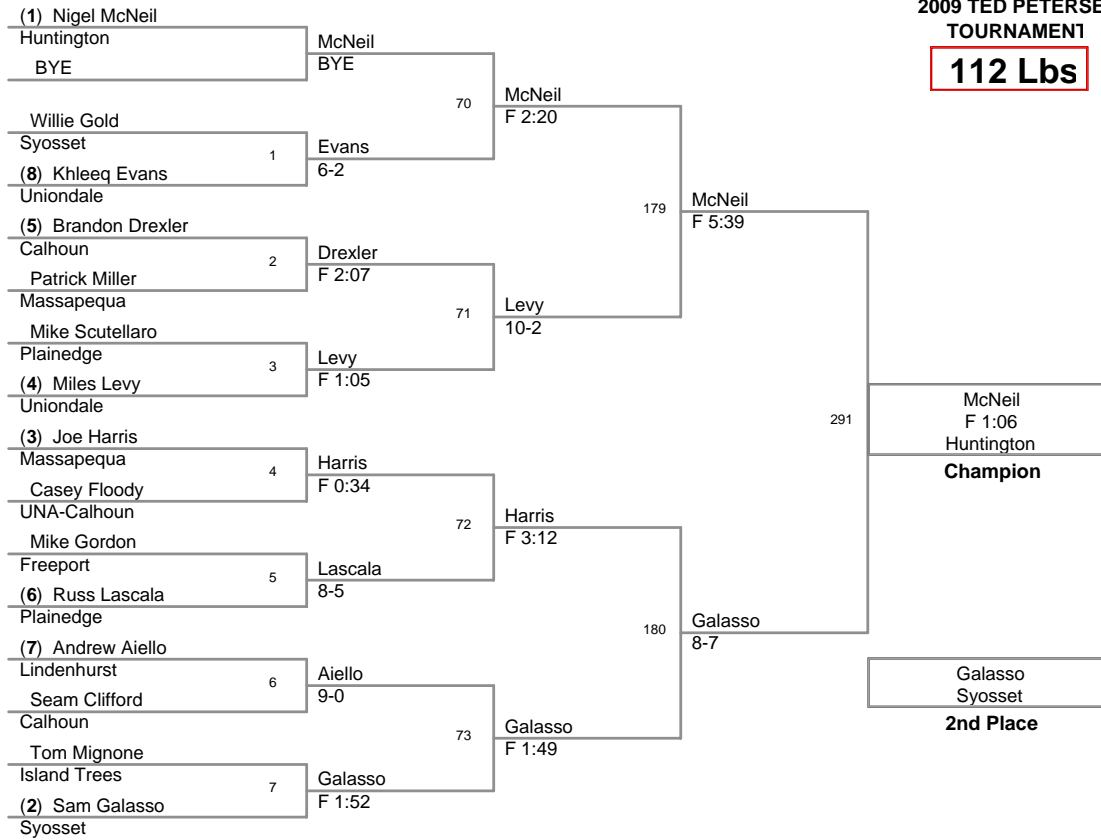 2009 TED PETERSE
TOURNAMENT
112 Lbs
(1) Nigel McNeil
Huntington
BYE
Willie Gold
Syosset
1
(8) Khleeq Evans
Uniondale
(5) Brandon Drexler
Calhoun
2
Patrick Miller
Massapequa
Mike Scutellaro
Plainedge
3
(4) Miles Levy
Uniondale
(3) Joe Harris
Massapequa
4
Casey Floody
UNA-Calhoun
Mike Gordon
Freeport
5
(6) Russ Lascala
Plainedge
(7) Andrew Aiello
Lindenhurst
6
Seam Clifford
Calhoun
Tom Mignone
Island Trees
7
(2) Sam Galasso
Syosset
McNeil
BYE
70
Evans
6-2
Drexler
F 2:07
71
Levy
F 1:05
Harris
F 0:34
72
Lascala
8-5
Aiello
9-0
73
Galasso
F 1:52
McNeil
F 2:20
179
Levy
10-2
Harris
F 3:12
180
Galasso
F 1:49
McNeil
F 5:39
291
Galasso
8-7
McNeil
F 1:06
Huntington
Champion
Galasso
Syosset
2nd Place